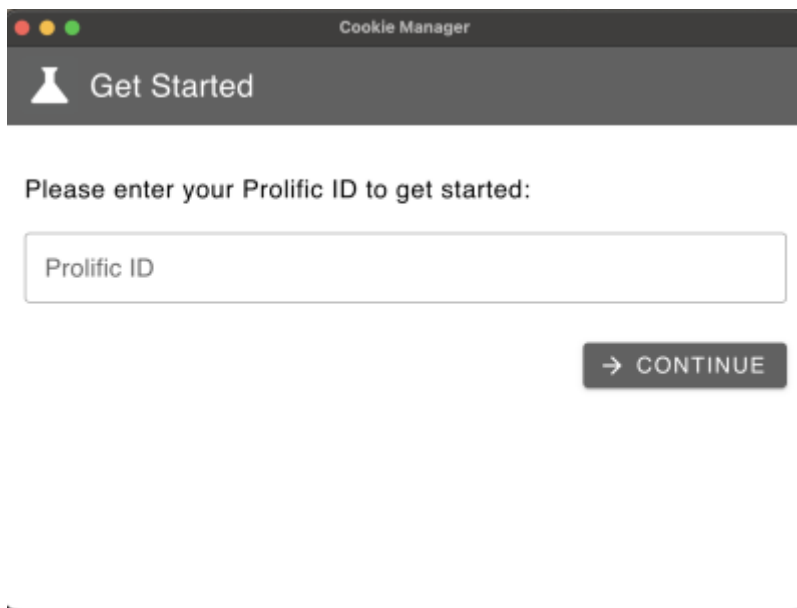 Cookie Manager
Get Started
Please enter your Prolific ID to get started:
Prolific ID
→ CONTINUE